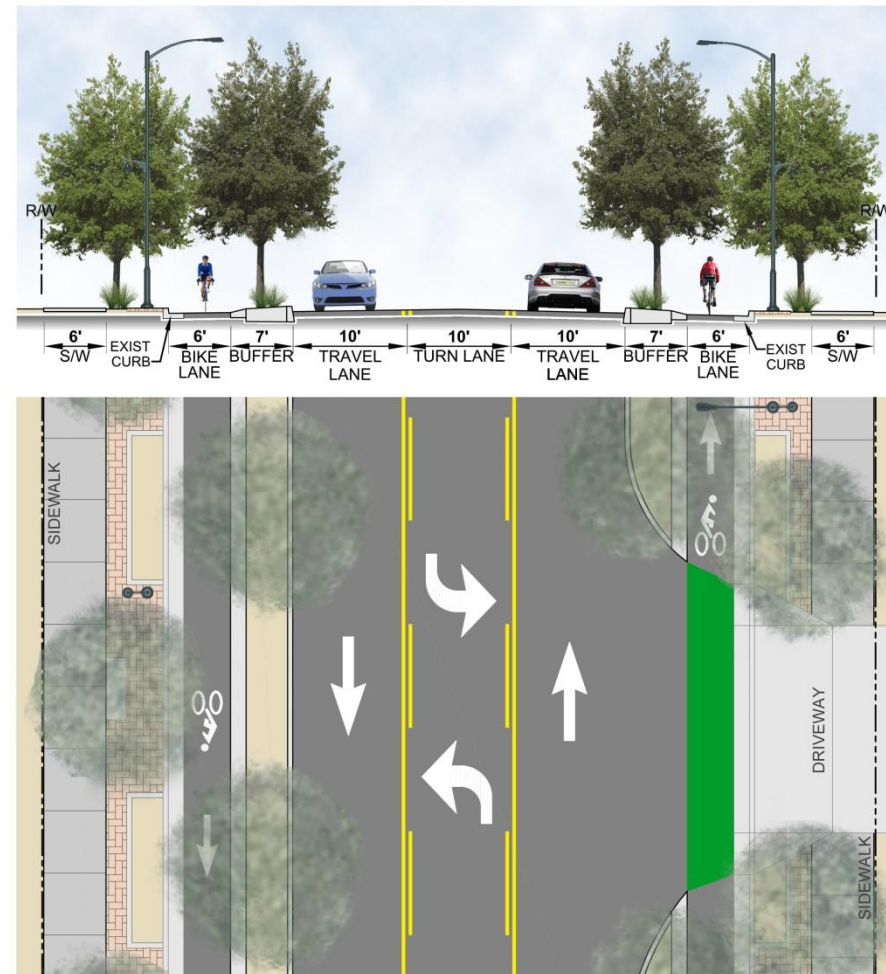 R/W
R/W
6'
S/W
EXIST
CURB
6'
BIKE
LANE
7'
BUFFER
10'
TRAVEL
LANE
10'
TURN LANE
10'
TRAVEL
LANE
7'
BUFFER
6'
BIKE
LANE
EXIST
CURB
6'
S/W
SIDEWALK
DRIVEWAY
SIDEWALK